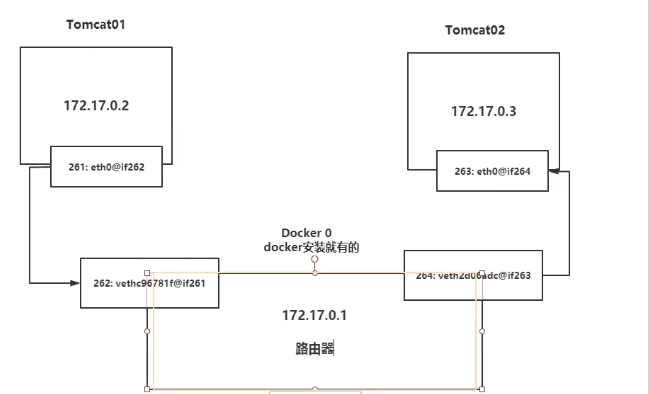 Tomcat01
Tomcat02
172.17.0.2
172.17.0.3
261: eth0@if262
263: eth0@if264
Docker 0
docker安装就有的
262: vethc96781f@if261
264: veth2d06adc@if263
172.17.0.1
路由器